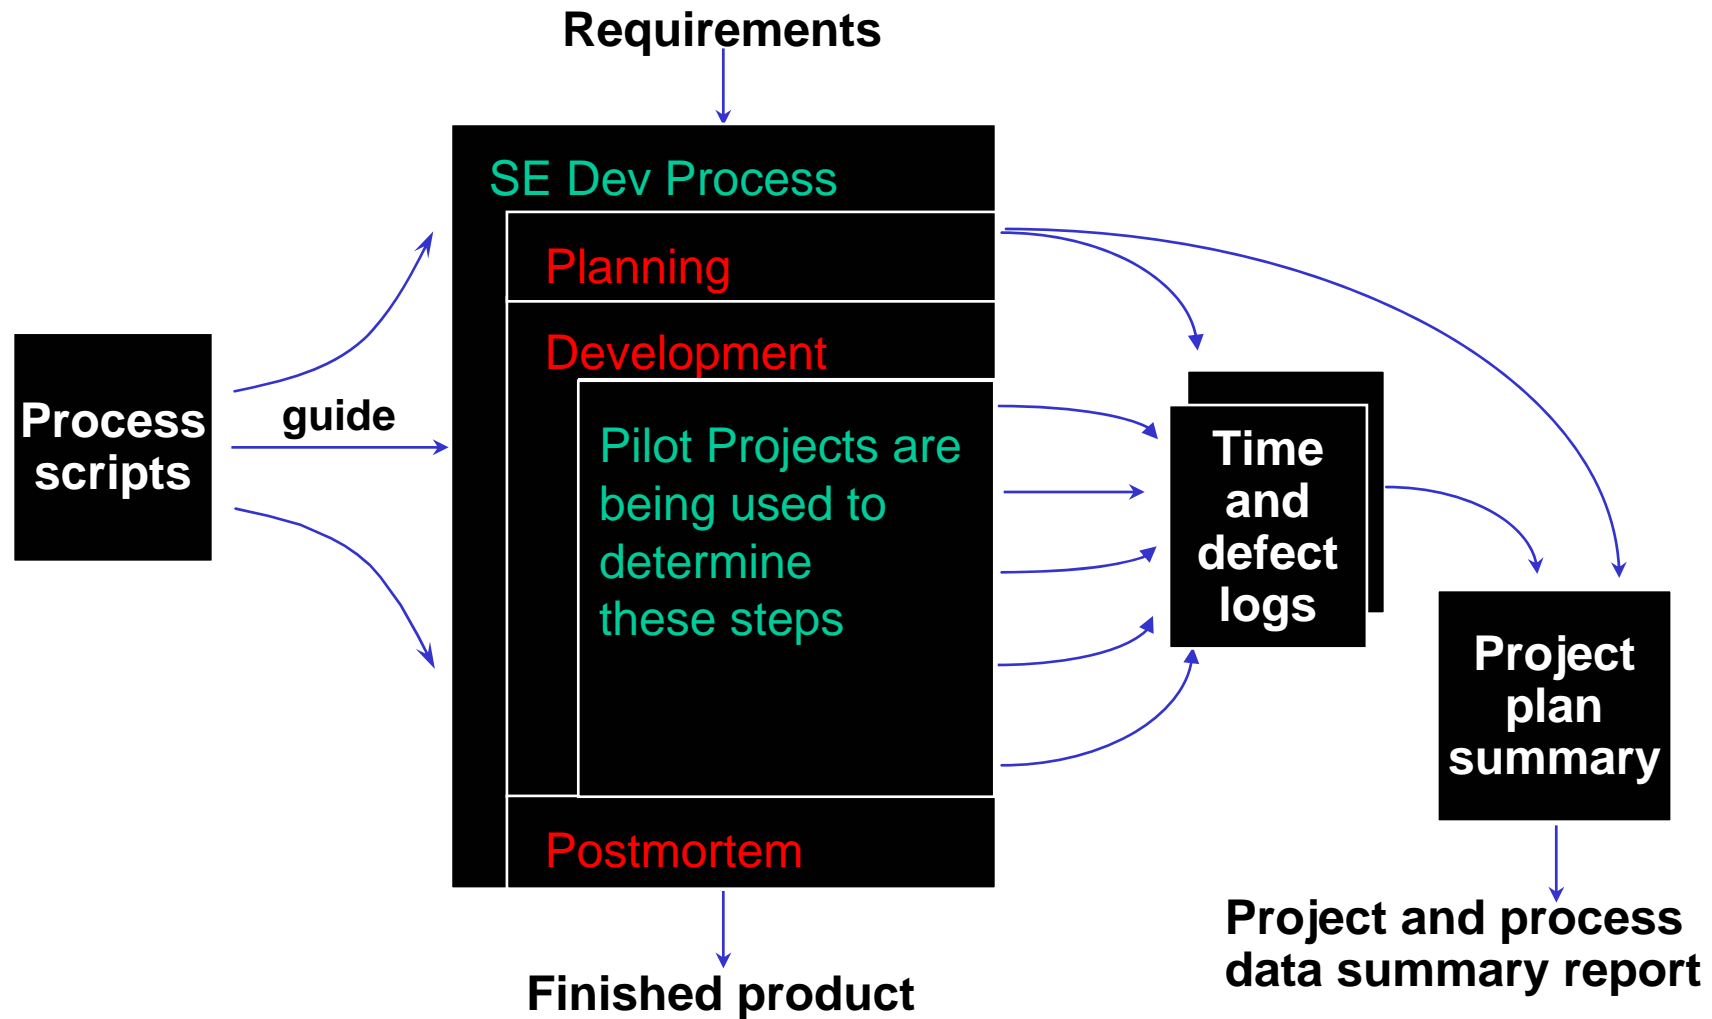 Requirements
SE Dev Process
Planning
Development
Pilot Projects are
being used to
determine
these steps
Postmortem
Process
scripts
guide
Time
and
defect
logs
Project
plan
summary
Finished product
Project and process
data summary report